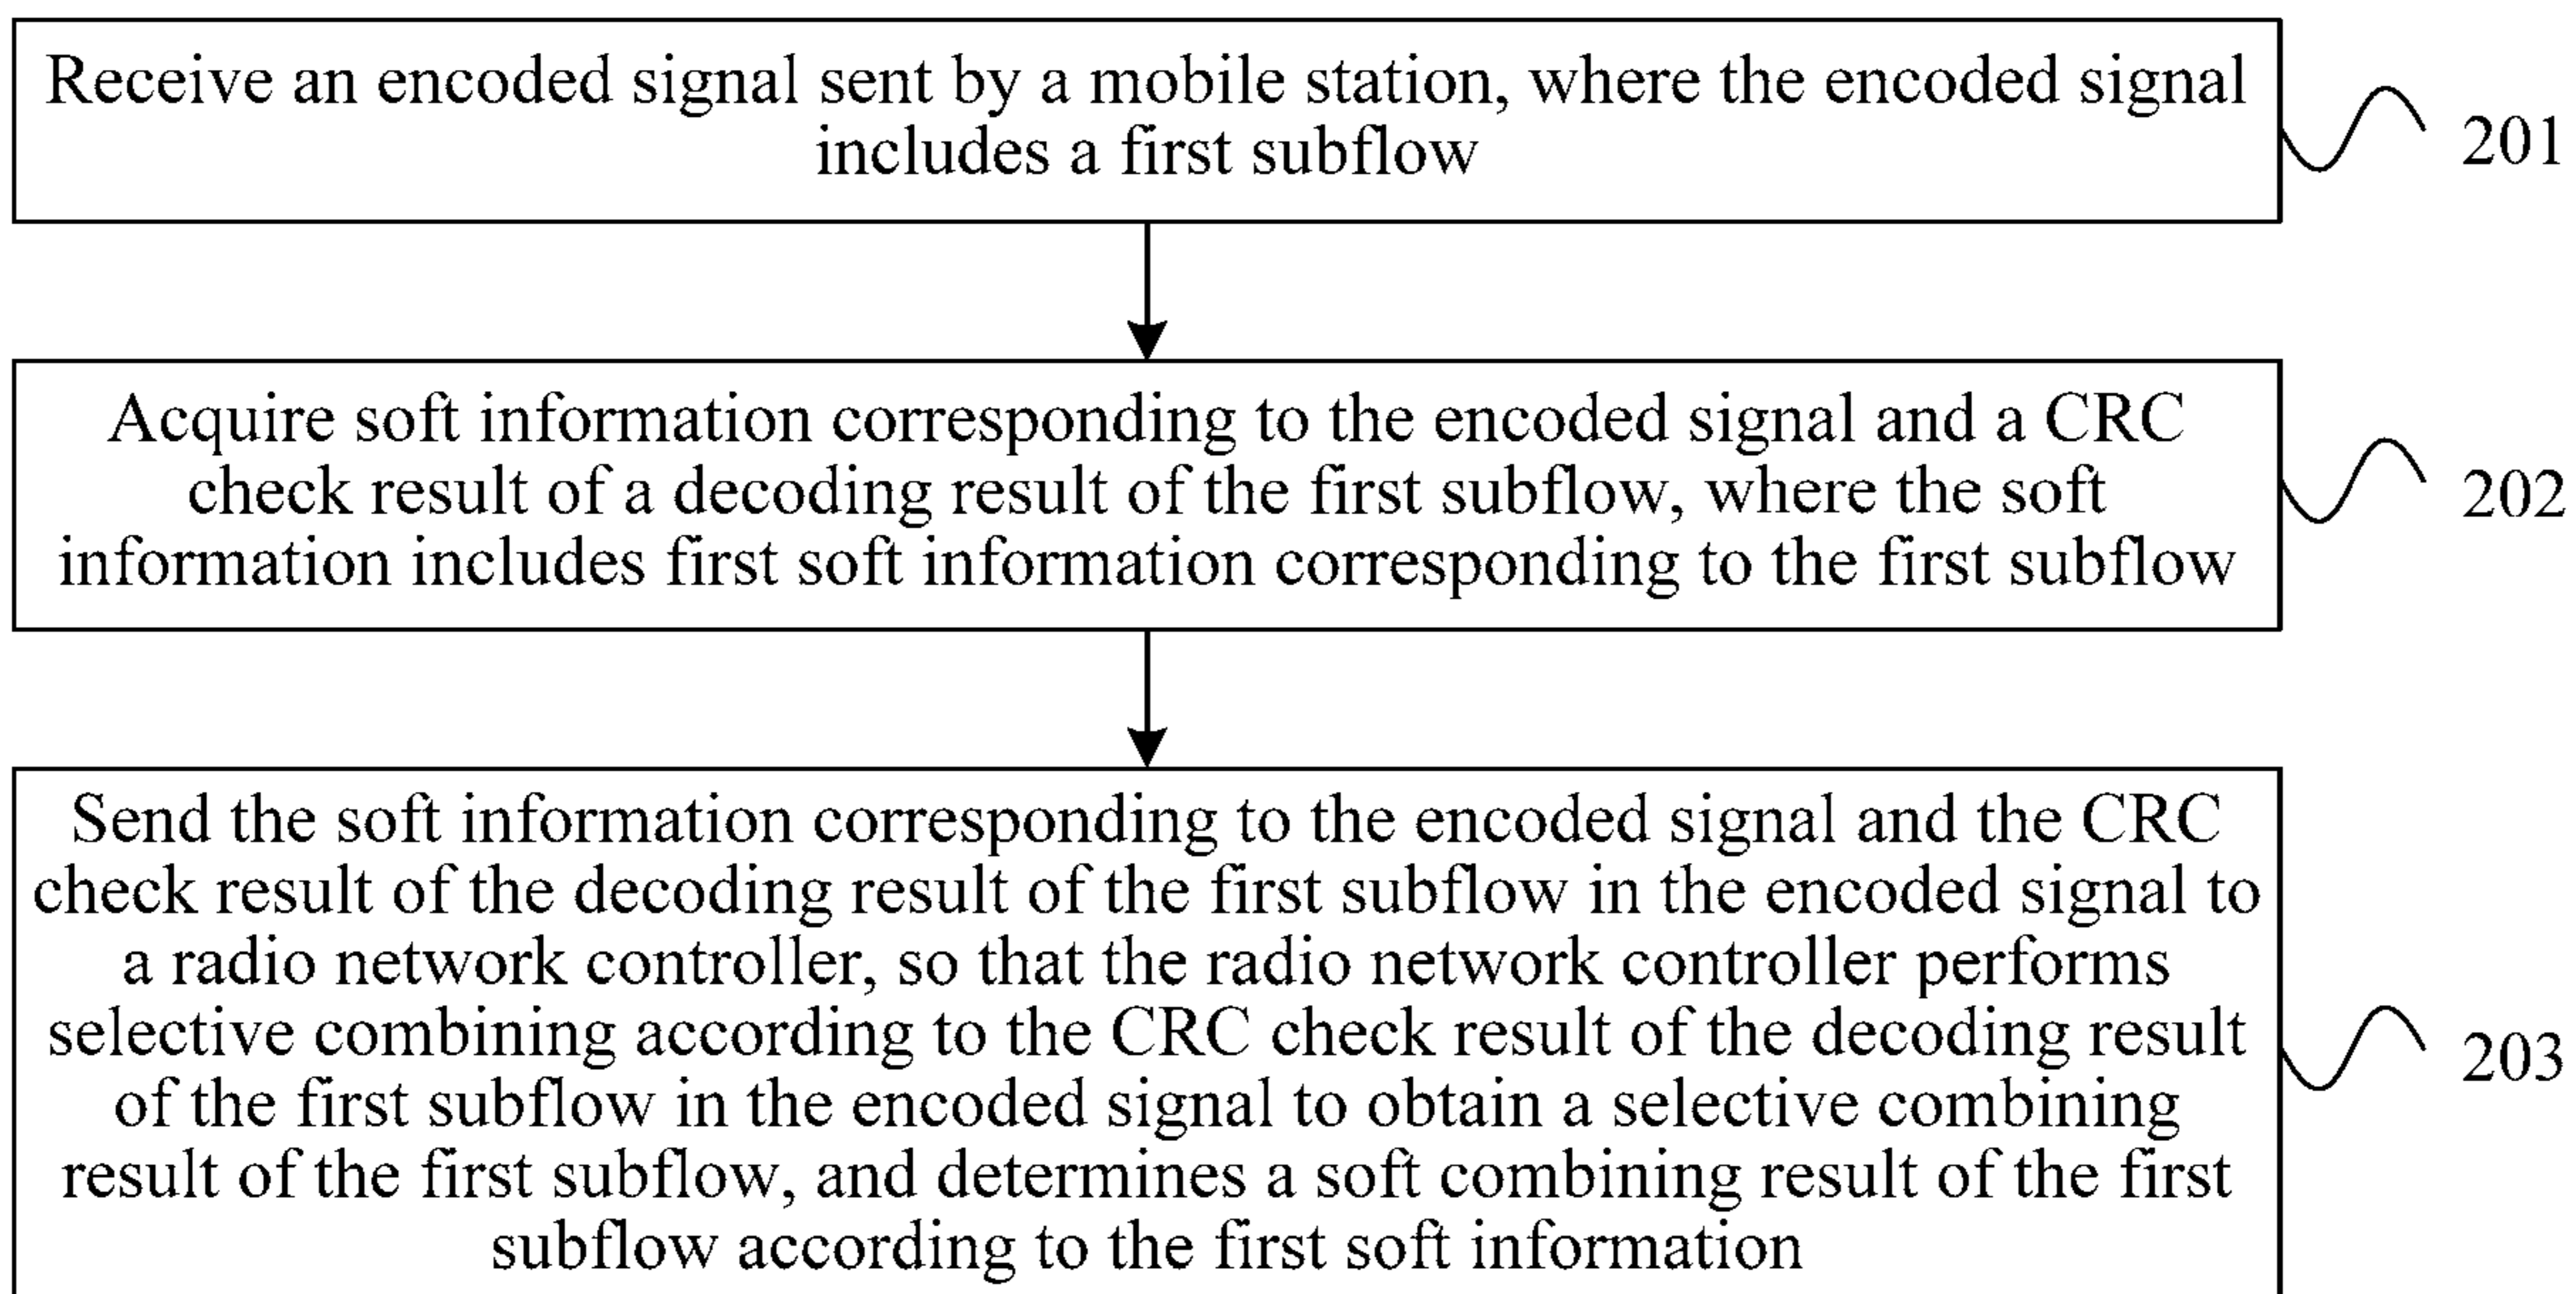 Receive an encoded signal sent by a mobile station, where the encoded signal
includes a first subflow
201
Acquire soft information corresponding to the encoded signal and a CRC
check result of a decoding result of the first subflow, where the soft
information includes first soft information corresponding to the first subflow
202
Send the soft information corresponding to the encoded signal and the CRC
check result of the decoding result of the first subflow in the encoded signal to
a radio network controller, so that the radio network controller performs
selective combining according to the CRC check result of the decoding result
of the first subflow in the encoded signal to obtain a selective combining
result of the first subflow, and determines a soft combining result of the first
subflow according to the first soft information
203